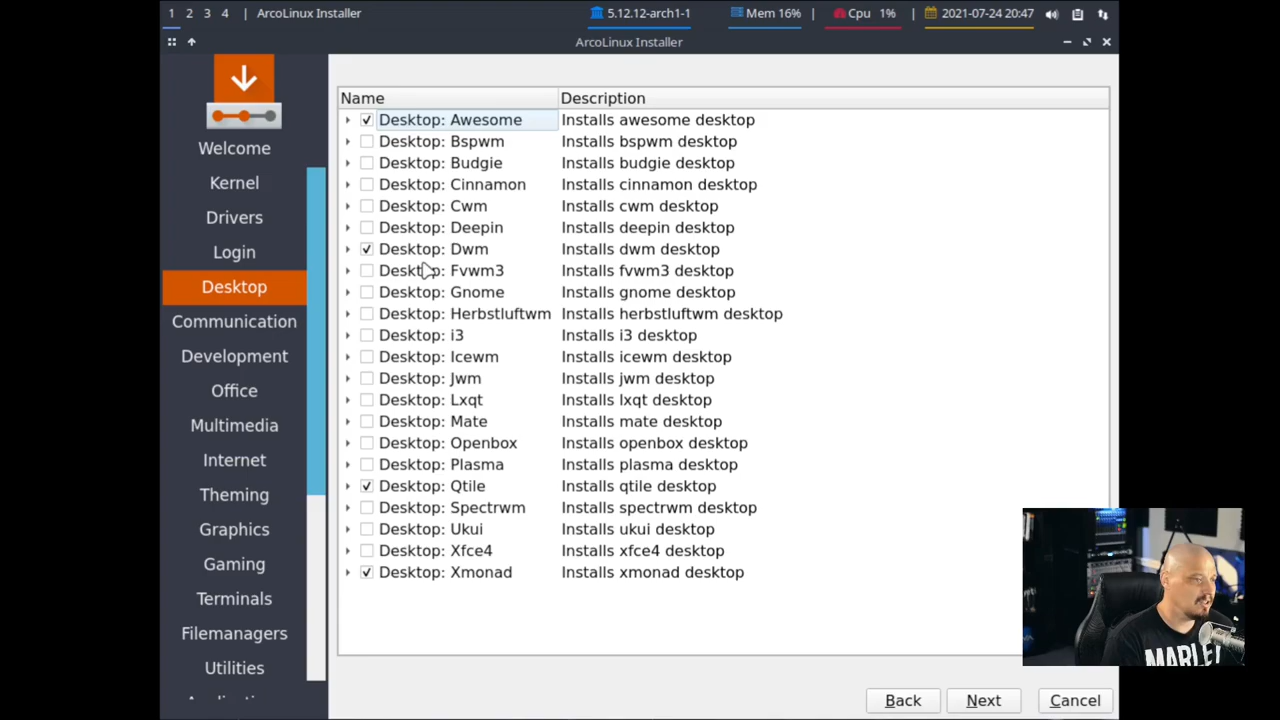 1 2 3 4 | ArcoLinux Installer 5.12.12-arch1-1 Mem 16% | Cpu 1% | 2021-07-24 20:47
ArcoLinux Installer
Welcome
Kernel
Drivers
Login
Desktop
Communication
Development
Office
Multimedia
Internet
Theming
Graphics
Gaming
Terminals
Filemanagers
Utilities
Name Description
Desktop: Awesome Installs awesome desktop
Desktop: Bspwm Installs bspwm desktop
Desktop: Budgie Installs budgie desktop
Desktop: Cinnamon Installs cinnamon desktop
Desktop: Cwm Installs cwm desktop
Desktop: Deepin Installs deepin desktop
Desktop: Dwm Installs dwm desktop
Desktop: Fvwm3 Installs fvwm3 desktop
Desktop: Gnome Installs gnome desktop
Desktop: Herbstluftwm Installs herbstluftwm desktop
Desktop: i3 Installs i3 desktop
Desktop: Icewm Installs icewm desktop
Desktop: Jwm Installs jwm desktop
Desktop: Lxqt Installs lxqt desktop
Desktop: Mate Installs mate desktop
Desktop: Openbox Installs openbox desktop
Desktop: Plasma Installs plasma desktop
Desktop: Qtile Installs qtile desktop
Desktop: Spectrwm Installs spectrwm desktop
Desktop: Ukui Installs ukui desktop
Desktop: Xfce4 Installs xfce4 desktop
Desktop: Xmonad Installs xmonad desktop
Back Next Cancel